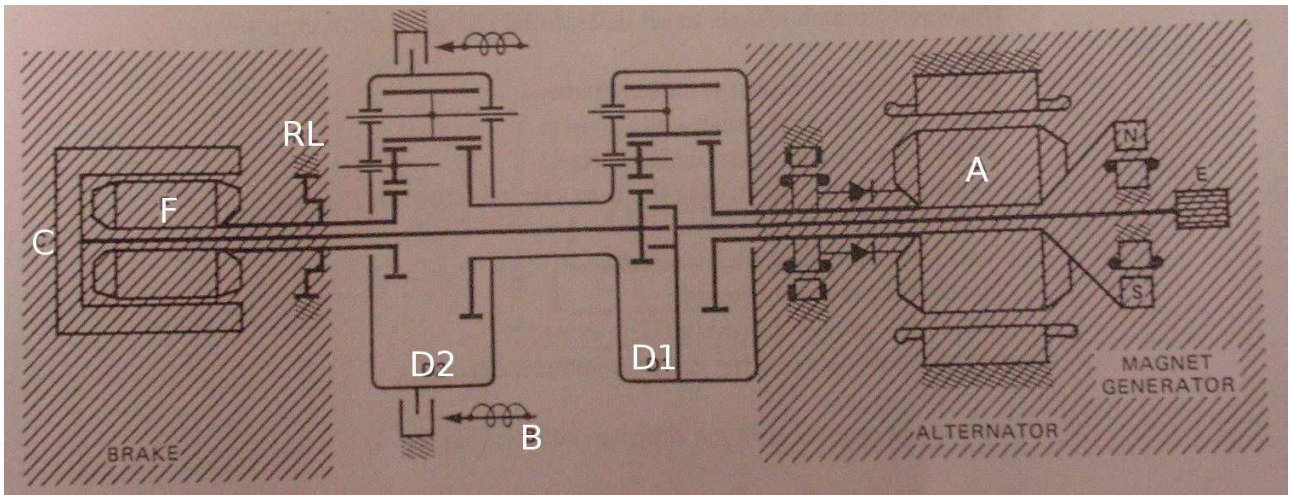 RL
N
E
F
A
C
S
D2
D1
MAGNET
GENERATOR
B
ALTERNATOR
BRAKE